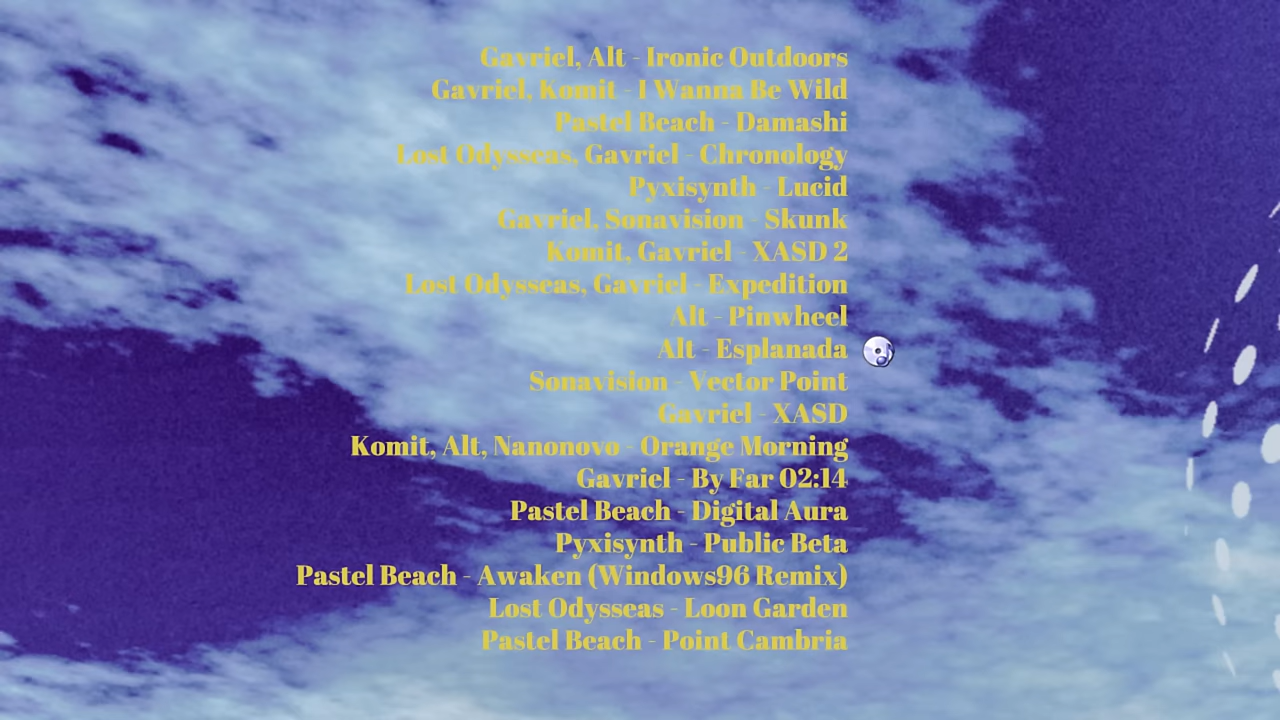 Gavriel, Alt - Ironic Outdoors
Gavriel, Komit - I Wanna Be Wild
Pastel Beach - Damashi
Lost Odysseas, Gavriel - Chronology
Pyxisynth - Lucid
Gavriel, Sonavision - Skunk
Komit, Gavriel - XASD 2
Lost Odysseas, Gavriel - Expedition
Alt - Pinwheel
Alt - Esplanada
Sonavision - Vector Point
Gavriel - XASD
Komit, Alt, Nanonovo - Orange Morning
Gavriel - By Far 02:14
Pastel Beach - Digital Aura
Pyxisynth - Public Beta
Pastel Beach - Awaken (Windows96 Remix)
Lost Odysseas - Loon Garden
Pastel Beach - Point Cambria